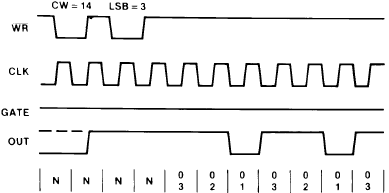 CW = 14 LSB = 3
WR
CLK
GATE
OUT
N N N N 0 0 0 0 0 0 0
3 2 1 3 2 1 3